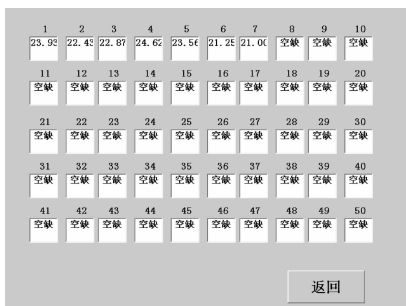 1 2 3 4 5 6 7 8 9 10
23.93 22.43 22.87 24.62 23.56 21.25 21.00 空缺 空缺 空缺
11 12 13 14 15 16 17 18 19 20
空缺 空缺 空缺 空缺 空缺 空缺 空缺 空缺 空缺 空缺
21 22 23 24 25 26 27 28 29 30
空缺 空缺 空缺 空缺 空缺 空缺 空缺 空缺 空缺 空缺
31 32 33 34 35 36 37 38 39 40
空缺 空缺 空缺 空缺 空缺 空缺 空缺 空缺 空缺 空缺
41 42 43 44 45 46 47 48 49 50
空缺 空缺 空缺 空缺 空缺 空缺 空缺 空缺 空缺 空缺
返回